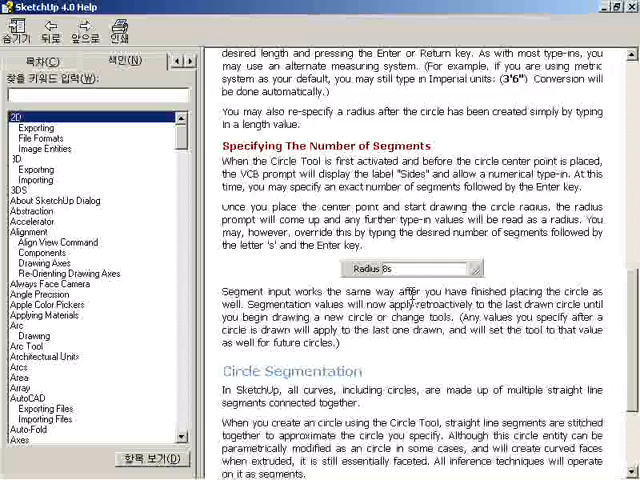 SketchUp 4.0 Help
숨기기 뒤로 앞으로 인쇄
목차(C) 색인(N)
찾을 키워드 입력(W):
2D
Exporting
File Formats
Image Entities
3D
Exporting
Importing
3DS
About SketchUp Dialog
Abstraction
Accelerator
Alignment
Align View Command
Components
Drawing Axes
Re-Orienting Drawing Axes
Always Face Camera
Angle Precision
Apple Color Pickers
Applying Materials
Arc
Drawing
Arc Tool
Architectural Units
Arcs
Area
Array
AutoCAD
Exporting Files
Importing Files
Auto-Fold
Axes
항목 보기(D)
desired length and pressing the Enter or Return key. As with most type-ins, you
may use an alternate measuring system. (For example, if you are using metric
system as your default, you may still type in Imperial units: (3'6") Conversion will
be done automatically.)
You may also re-specify a radius after the circle has been created simply by typing
in a length value.
Specifying The Number of Segments
When the Circle Tool is first activated and before the circle center point is placed,
the VCB prompt will display the label "Sides" and allow a numerical type-in. At this
time, you may specify an exact number of segments followed by the Enter key.
Once you place the center point and start drawing the circle radius, the radius
prompt will come up and any further type-in values will be read as a radius. You
may, however, override this by typing the desired number of segments followed by
the letter 's' and the Enter key.
Radius 8s
Segment input works the same way after you have finished placing the circle as
well. Segmentation values will now apply retroactively to the last drawn circle until
you begin drawing a new circle or change tools. (Any values you specify after a
circle is drawn will apply to the last one drawn, and will set the tool to that value
as well for future circles.)
Circle Segmentation
In SketchUp, all curves, including circles, are made up of multiple straight line
segments connected together.
When you create an circle using the Circle Tool, straight line segments are stitched
together to approximate the circle you specify. Although this circle entity can be
parametrically modified as an circle in some cases, and will create curved faces
when extruded, it is still essentially faceted. All inference techniques will operate
on it as segments.